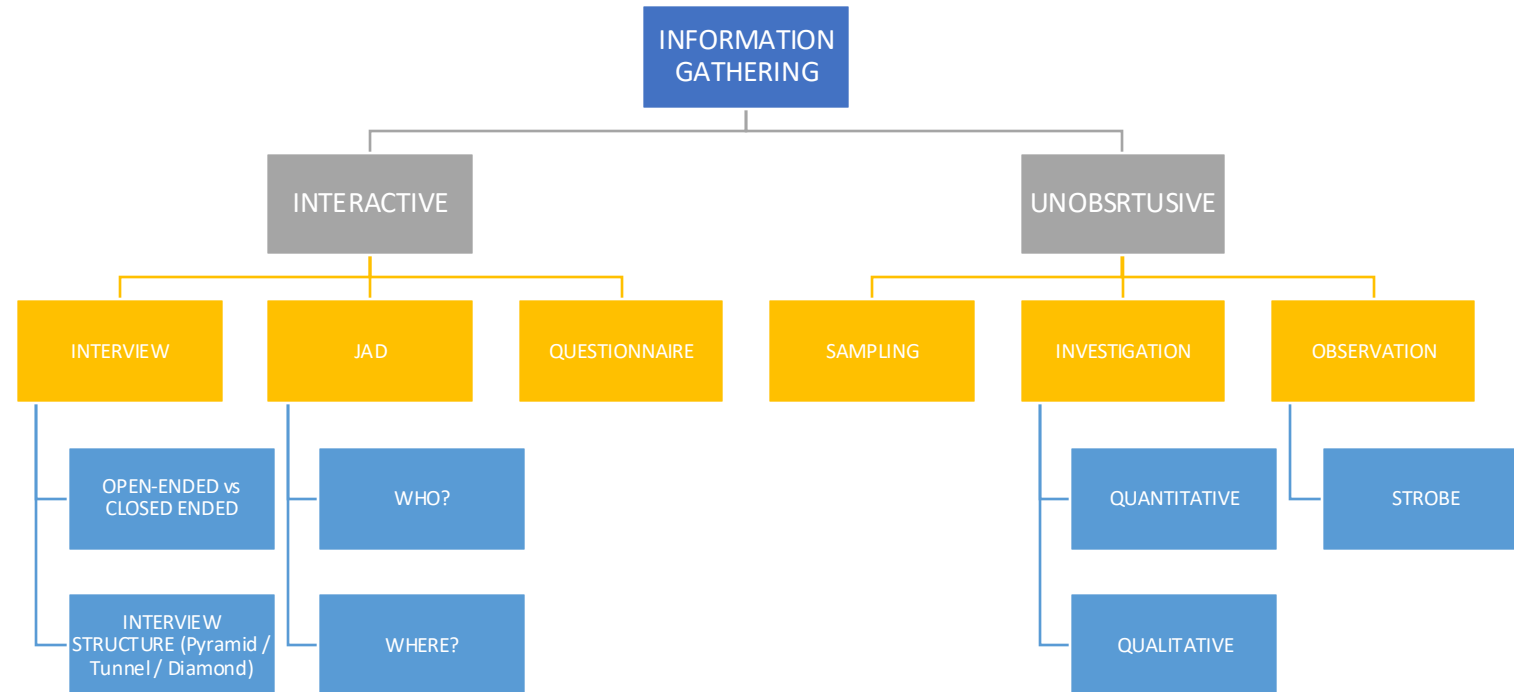 INFORMATION
GATHERING
INTERACTIVE
UNOBSRTUSIVE
INTERVIEW
JAD
QUESTIONNAIRE
SAMPLING
INVESTIGATION
OBSERVATION
OPEN-ENDED vs
CLOSED ENDED
WHO?
QUANTITATIVE
STROBE
INTERVIEW
STRUCTURE (Pyramid /
Tunnel / Diamond)
WHERE?
QUALITATIVE